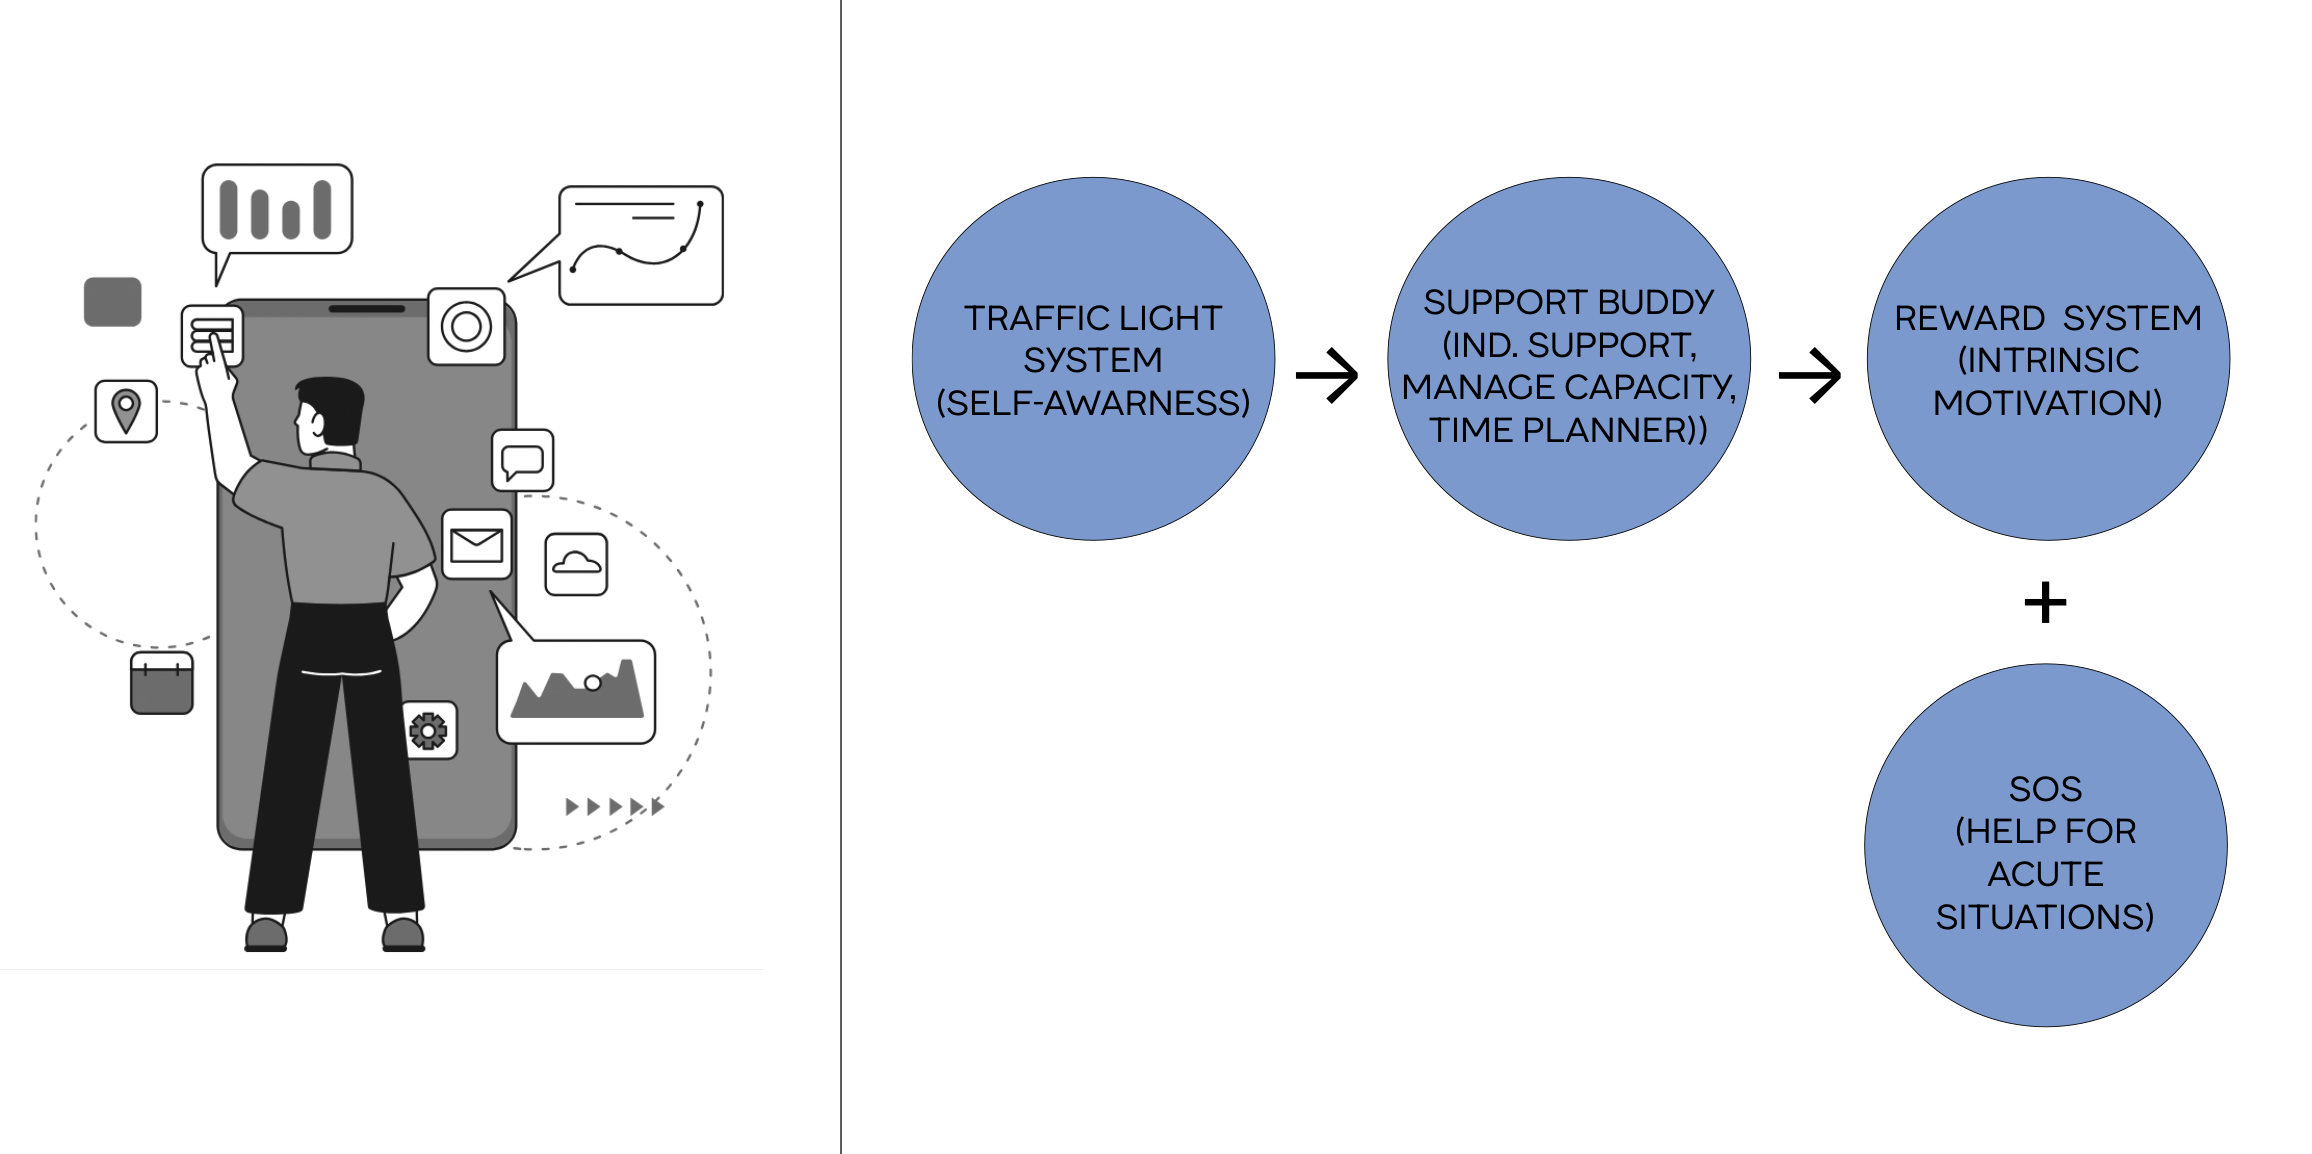 TRAFFIC LIGHT
SYSTEM
(SELF-AWARNESS)
SUPPORT BUDDY
(IND. SUPPORT,
MANAGE CAPACITY,
TIME PLANNER))
REWARD  SYSTEM
(INTRINSIC
MOTIVATION)
+
SOS
(HELP FOR
ACUTE
SITUATIONS)